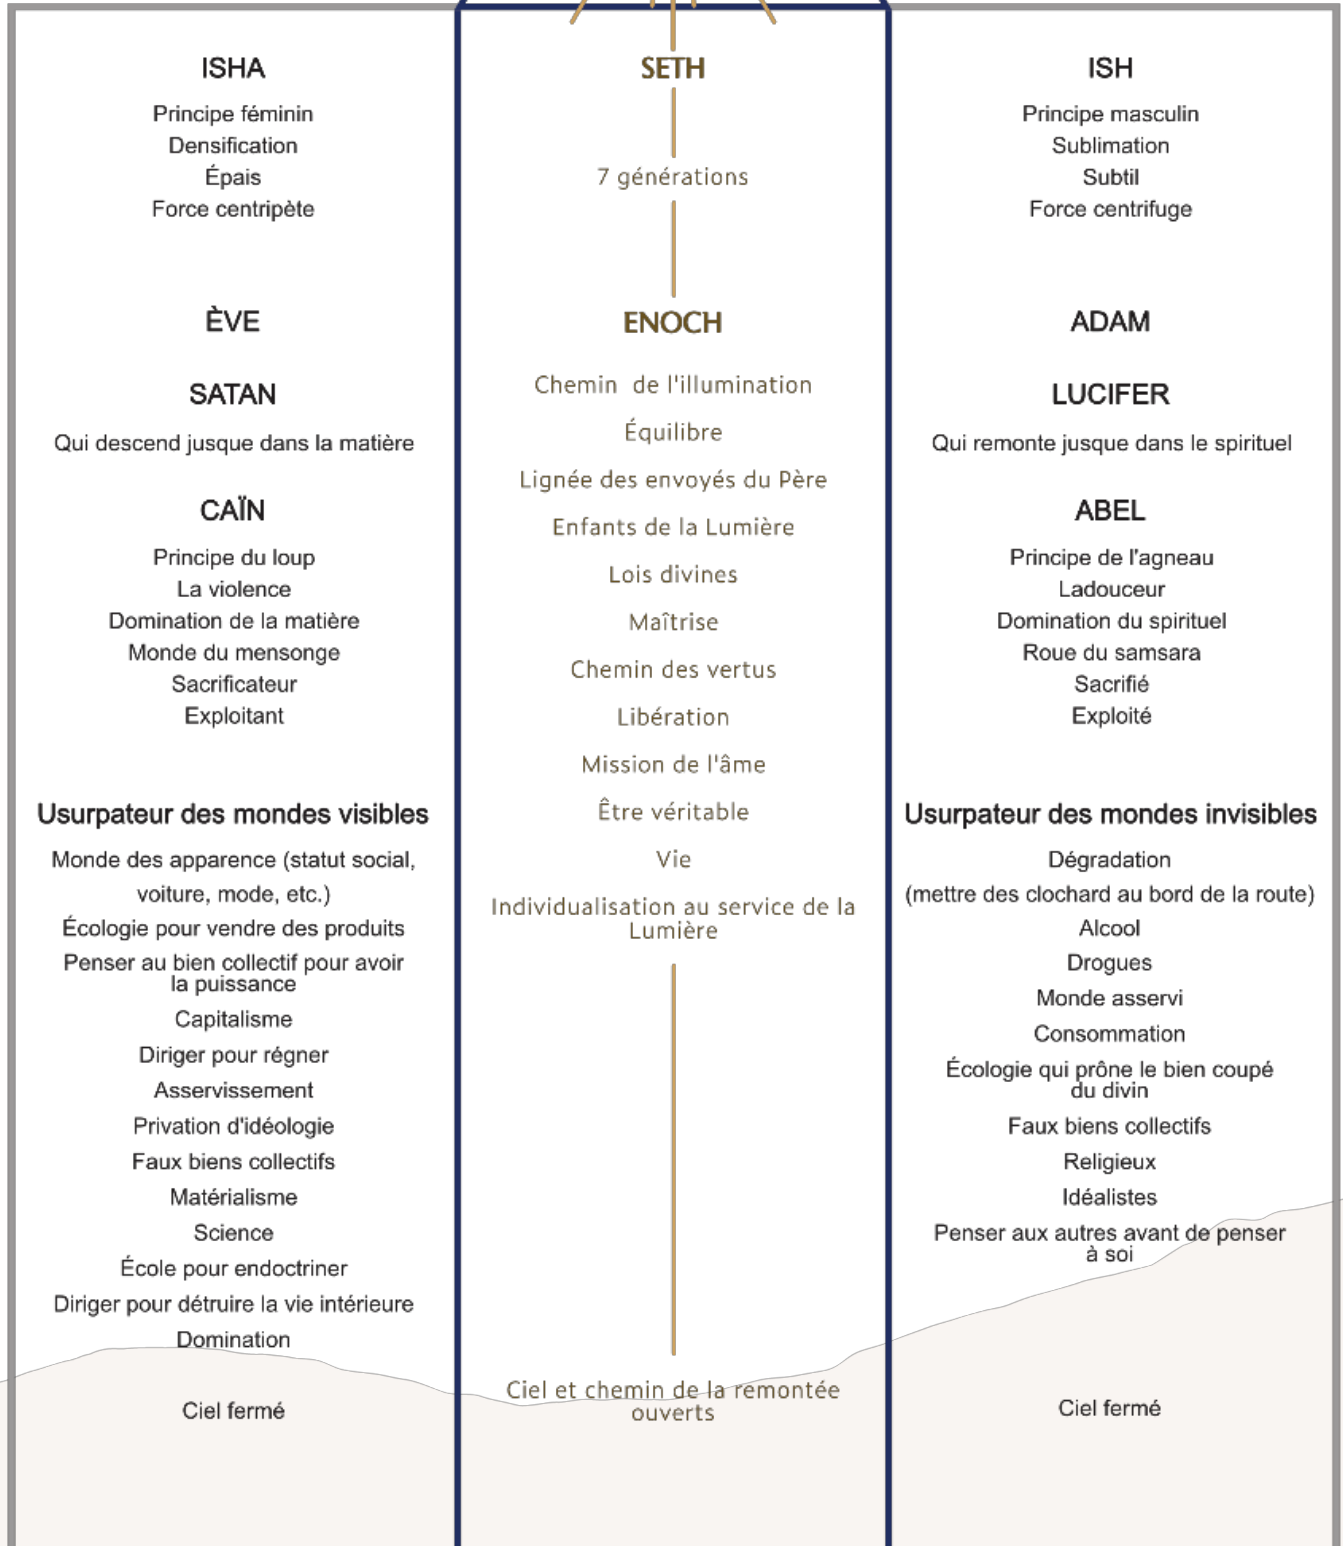 ISHA
Principe féminin
Densification
Épais
Force centripète
ÈVE
SATAN
Qui descend jusque dans la matière
CAÏN
Principe du loup
La violence
Domination de la matière
Monde du mensonge
Sacrificateur
Exploitant
Usurpateur des mondes visibles
Monde des apparence (statut social,
voiture, mode, etc.)
Écologie pour vendre des produits
Penser au bien collectif pour avoir
la puissance
Capitalisme
Diriger pour régner
Asservissement
Privation d'idéologie
Faux biens collectifs
Matérialisme
Science
École pour endoctriner
Diriger pour détruire la vie intérieure
Domination
Ciel fermé
SETH
7 générations
ENOCH
Chemin de l'illumination
Équilibre
Lignée des envoyés du Père
Enfants de la Lumière
Lois divines
Maîtrise
Chemin des vertus
Libération
Mission de l'âme
Être véritable
Vie
Individualisation au service de la
Lumière
Ciel et chemin de la remontée
ouverts
ISH
Principe masculin
Sublimation
Subtil
Force centrifuge
ADAM
LUCIFER
Qui remonte jusque dans le spirituel
ABEL
Principe de l'agneau
Ladouceur
Domination du spirituel
Roue du samsara
Sacrifié
Exploité
Usurpateur des mondes invisibles
Dégradation
(mettre des clochard au bord de la route)
Alcool
Drogues
Monde asservi
Consommation
Écologie qui prône le bien coupé
du divin
Faux biens collectifs
Religieux
Idéalistes
Penser aux autres avant de penser
à soi
Ciel fermé